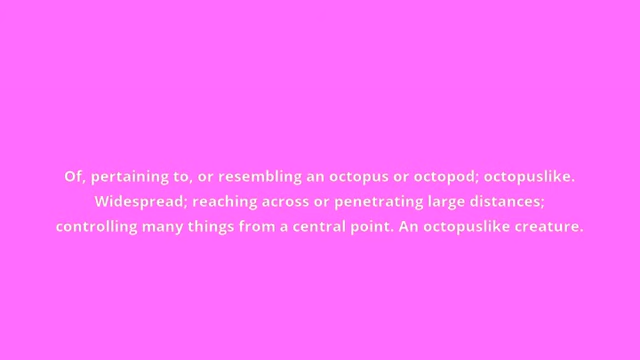 Of, pertaining to, or resembling an octopus or octopod; octopuslike.
Widespread; reaching across or penetrating large distances;
controlling many things from a central point. An octopuslike creature.